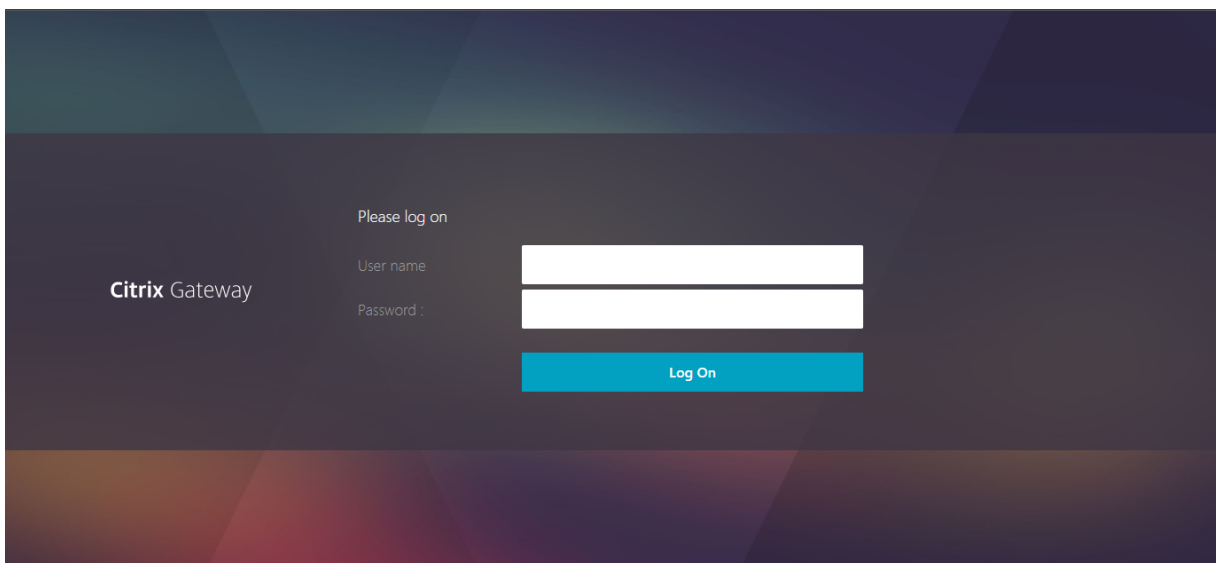 Please log on
User name
Citrix Gateway
Password :
Log On